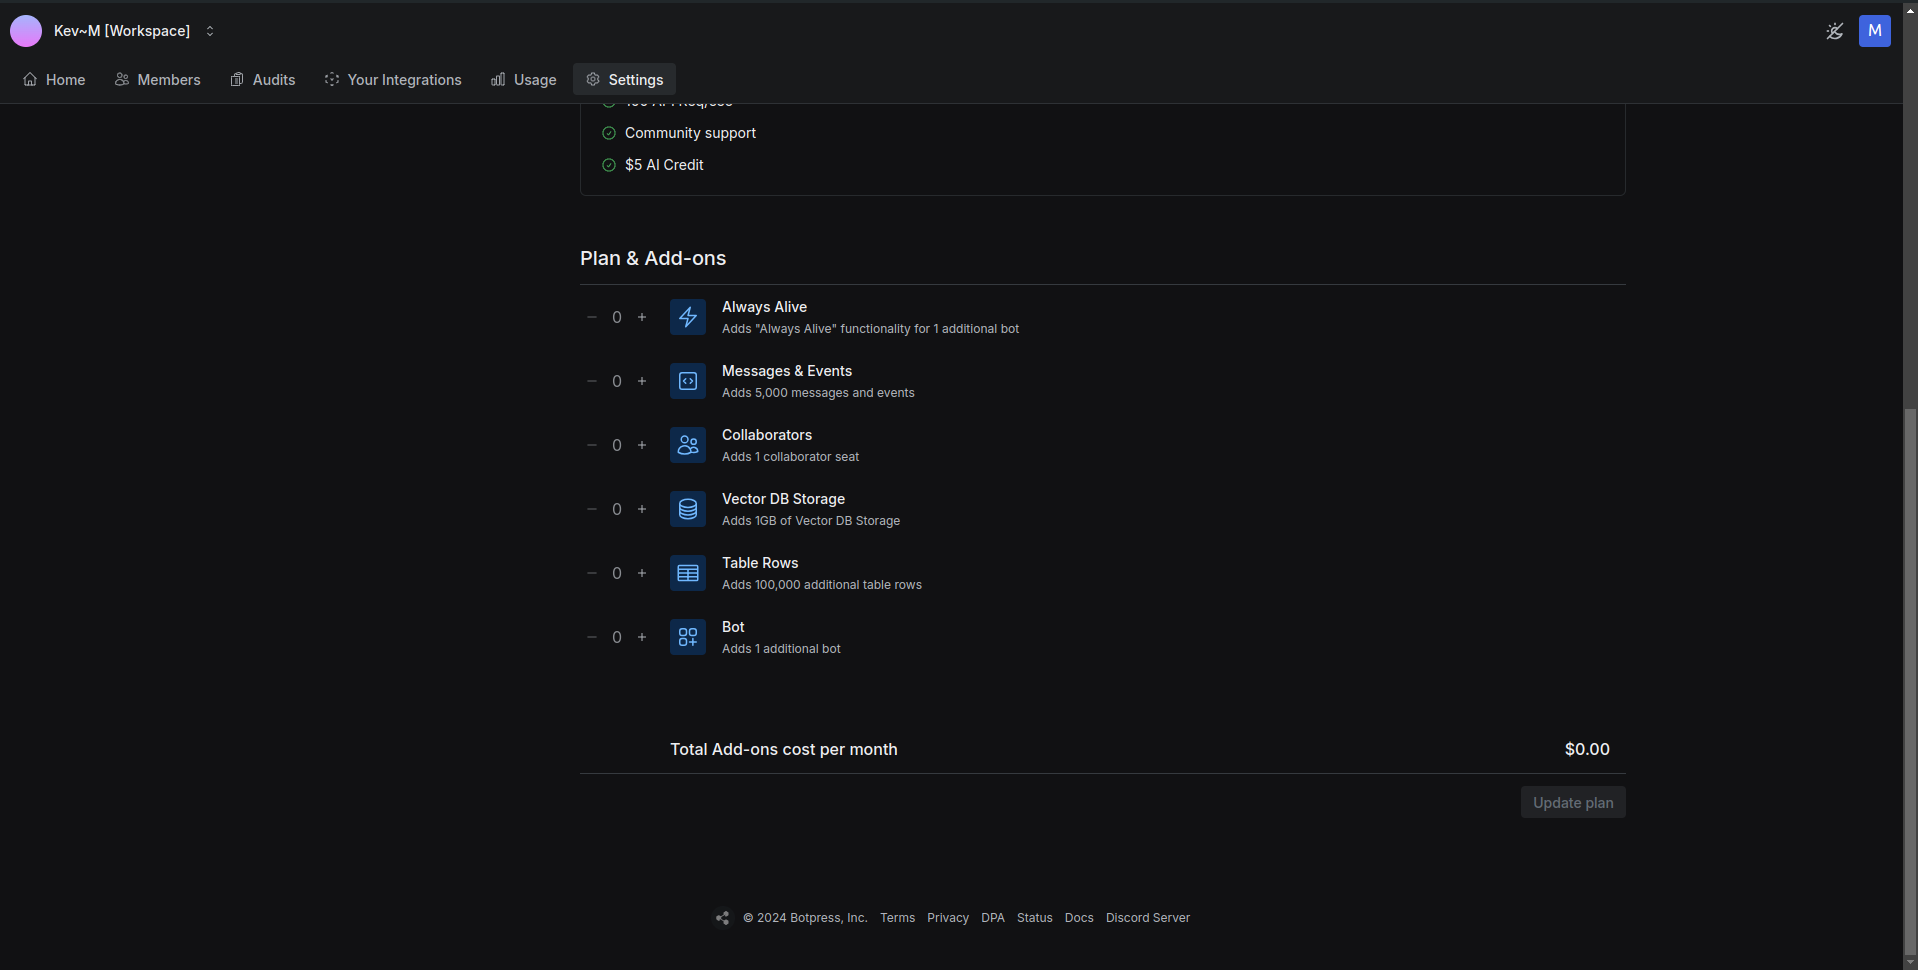 Kev~M [Workspace]
M
Home Members Audits Your Integrations Usage Settings
Community support
$5 AI Credit
Plan & Add-ons
0 Always Alive
Adds "Always Alive" functionality for 1 additional bot
0 Messages & Events
Adds 5,000 messages and events
0 Collaborators
Adds 1 collaborator seat
0 Vector DB Storage
Adds 1GB of Vector DB Storage
0 Table Rows
Adds 100,000 additional table rows
0 Bot
Adds 1 additional bot
Total Add-ons cost per month $0.00
Update plan
© 2024 Botpress, Inc. Terms Privacy DPA Status Docs Discord Server